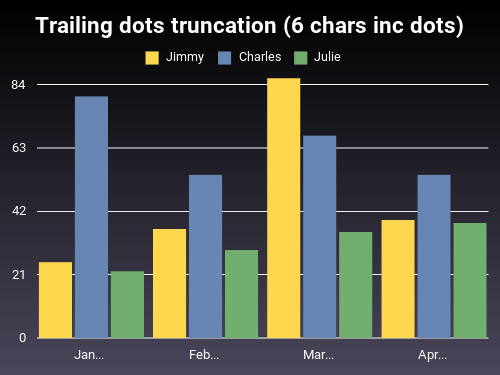 Trailing dots truncation (6 chars inc dots)
Jimmy Charles Julie
84
63
42
21
0
Jan... Feb... Mar... Apr...